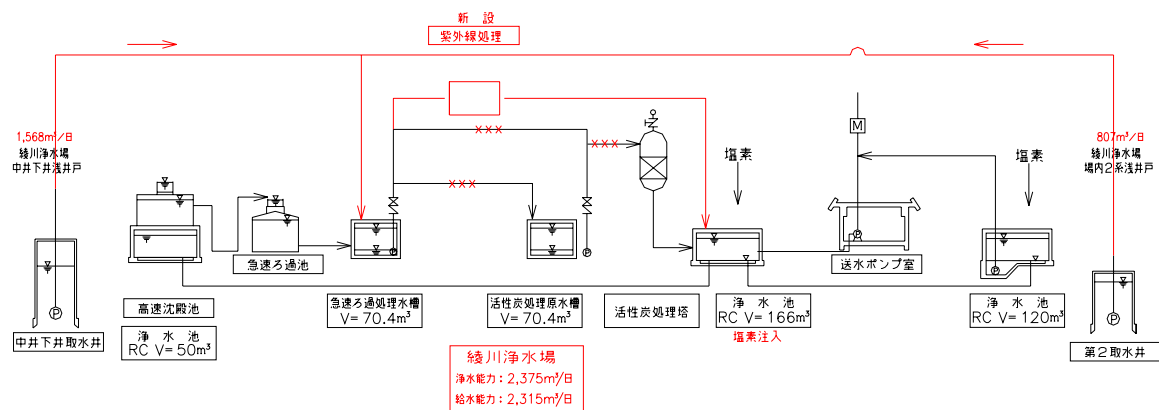 新 設
紫外線処理
1,568m³/日
綾川浄水場
中井下井浅井戸
807m³/日
綾川浄水場
場内2系浅井戸
×××
×××
×××
M
塩素
塩素
急速ろ過池
送水ポンプ室
P
P
P
P
P
P
高速沈殿池
急速ろ過処理水槽
V= 70.4m³
活性炭処理原水槽
V= 70.4m³
活性炭処理塔
浄 水 池
RC V= 166m³
塩素注入
浄 水 池
RC V= 120m³
中井下井取水井
浄 水 池
RC V= 50m³
第2取水井
綾川浄水場
浄水能力：2,375m³/日
給水能力：2,315m³/日